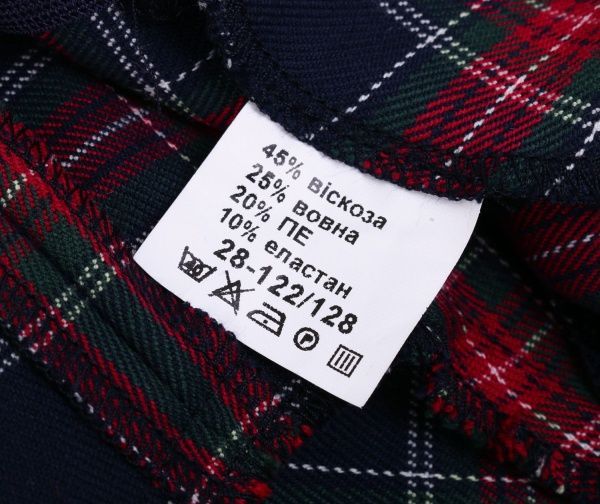 45% віскоза
25% вовна
20% ПЕ
10% еластан
28-122/128
P